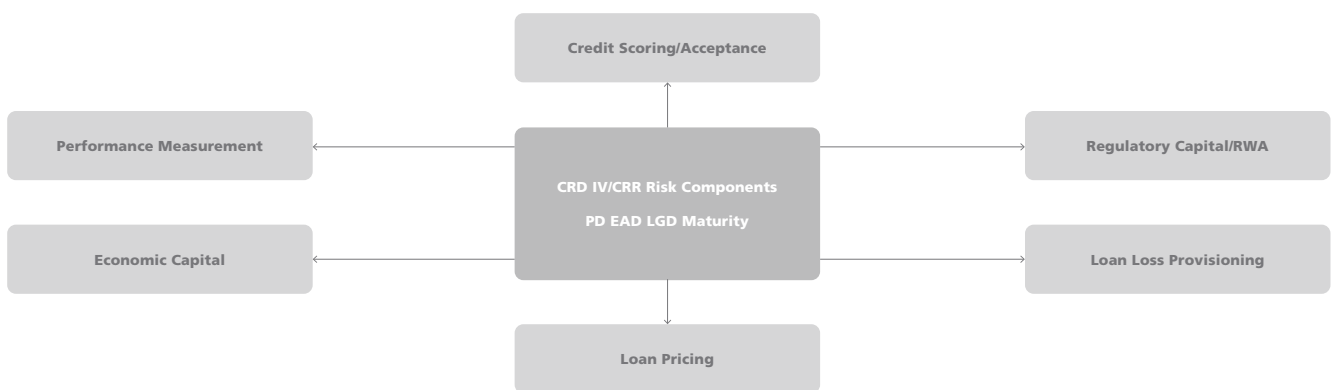 Credit Scoring/Acceptance
Performance Measurement
Regulatory Capital/RWA
CRD IV/CRR Risk Components
PD EAD LGD Maturity
Economic Capital
Loan Loss Provisioning
Loan Pricing